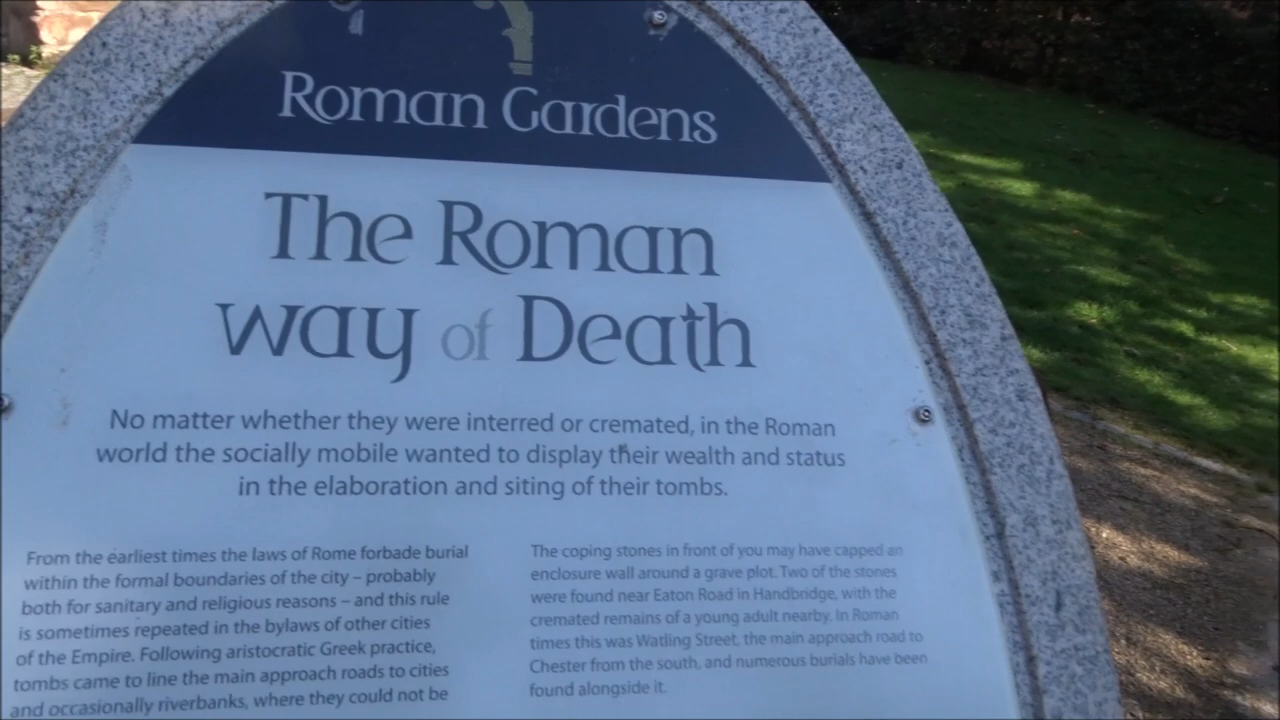 Roman Gardens
The Roman
way of Death
No matter whether they were interred or cremated, in the Roman
world the socially mobile wanted to display their wealth and status
in the elaboration and siting of their tombs.
From the earliest times the laws of Rome forbade burial
within the formal boundaries of the city – probably
both for sanitary and religious reasons – and this rule
is sometimes repeated in the bylaws of other cities
of the Empire. Following aristocratic Greek practice,
tombs came to line the main approach roads to cities
and occasionally riverbanks, where they could not be
The coping stones in front of you may have capped an
enclosure wall around a grave plot. Two of the stones
were found near Eaton Road in Handbridge, with the
cremated remains of a young adult nearby. In Roman
times this was Watling Street, the main approach road to
Chester from the south, and numerous burials have been
found alongside it.